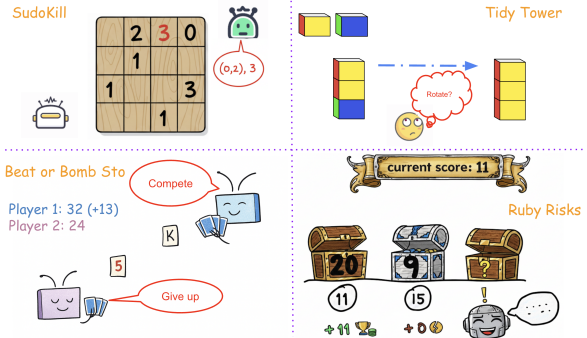 SudoKill
2 3 0
1
1 3
1
(0,2), 3
Tidy Tower
Rotate?
Beat or Bomb Sto
Player 1: 32 (+13)
Player 2: 24
Compete
K
5
Give up
current score: 11
Ruby Risks
20 9 ?
11 15
+11 +0
!
.....